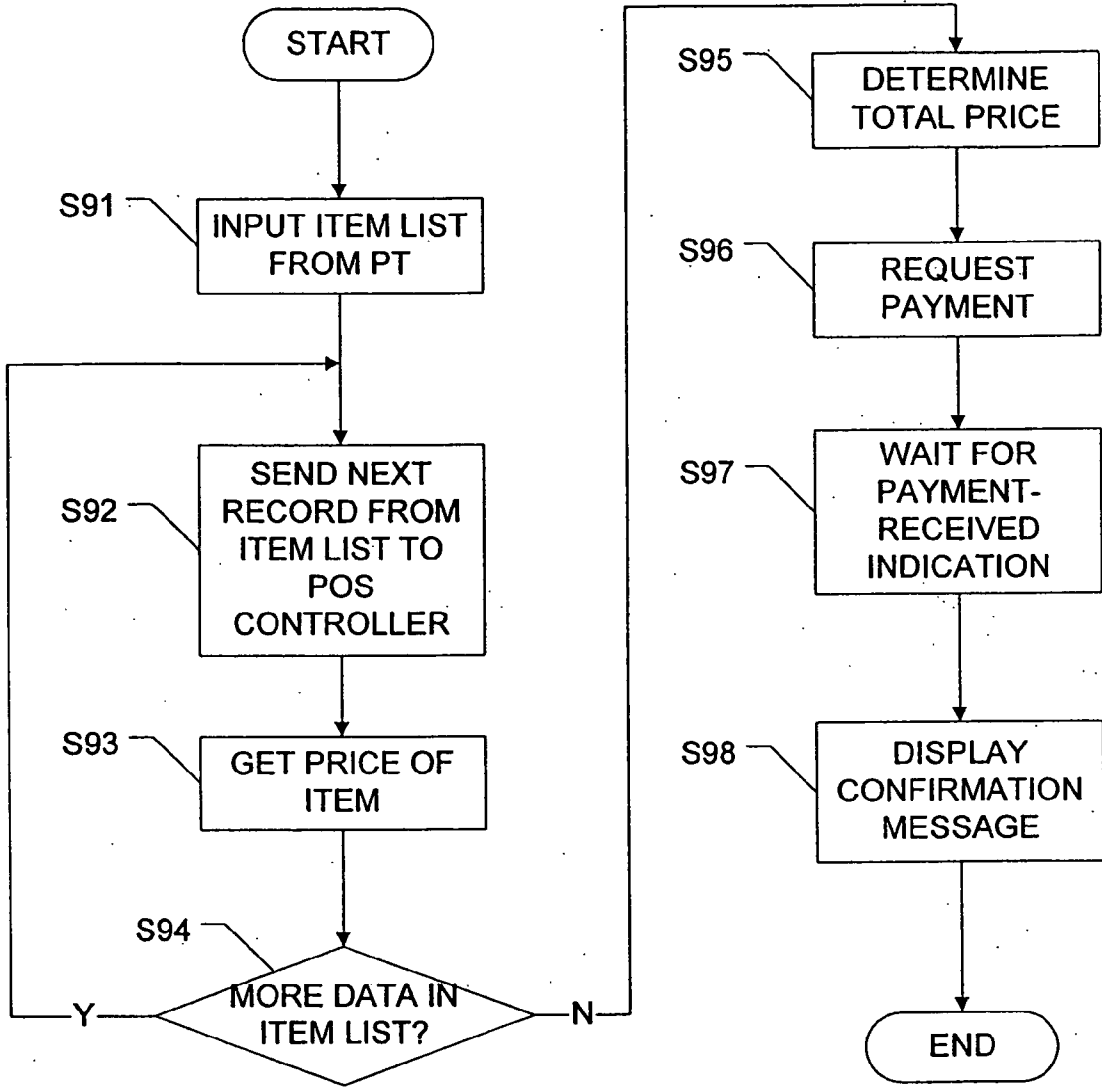 START
S91
INPUT ITEM LIST
FROM PT
S92
SEND NEXT
RECORD FROM
ITEM LIST TO
POS
CONTROLLER
S93
GET PRICE OF
ITEM
S94
MORE DATA IN
ITEM LIST?
Y
N
S95
DETERMINE
TOTAL PRICE
S96
REQUEST
PAYMENT
S97
WAIT FOR
PAYMENT-
RECEIVED
INDICATION
S98
DISPLAY
CONFIRMATION
MESSAGE
END